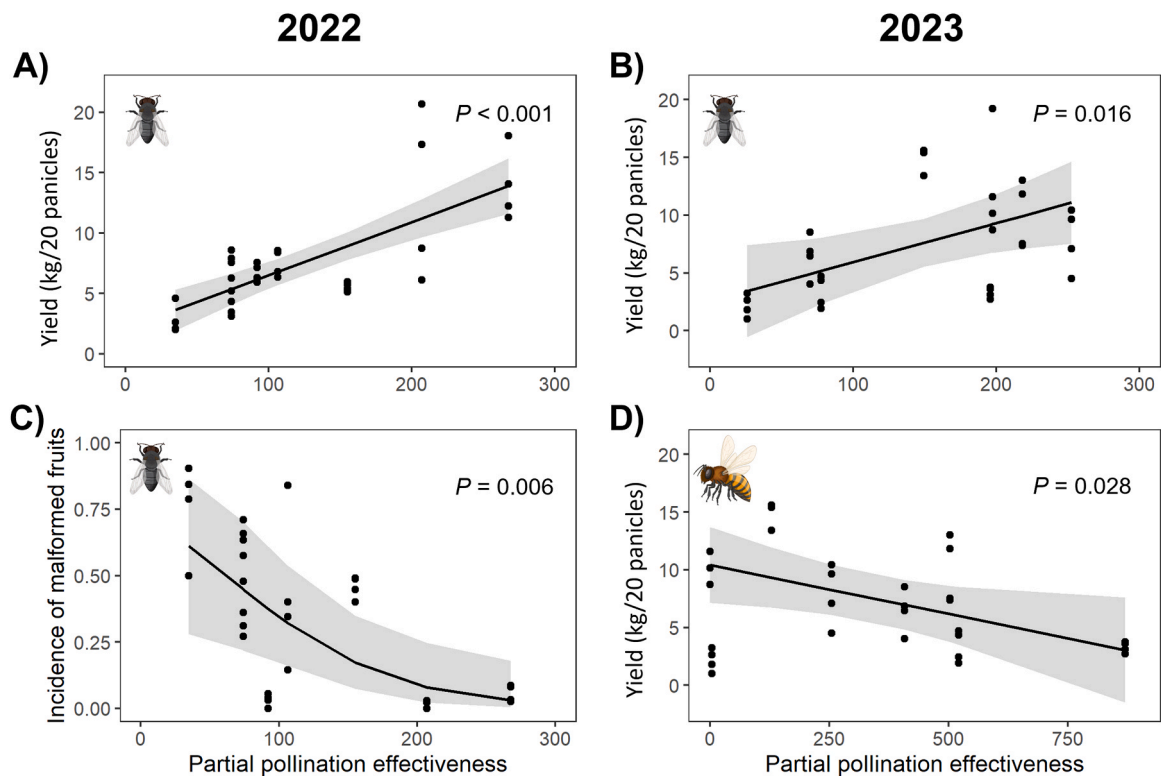 2022
2023
A)
B)
P < 0.001
P = 0.016
Yield (kg/20 panicles)
20
15
10
5
0
0 100 200 300
Yield (kg/20 panicles)
20
15
10
5
0
0 100 200 300
C)
D)
P = 0.006
P = 0.028
Incidence of malformed fruits
1.00
0.75
0.50
0.25
0.00
0 100 200 300
Partial pollination effectiveness
Yield (kg/20 panicles)
20
15
10
5
0
0 250 500 750
Partial pollination effectiveness